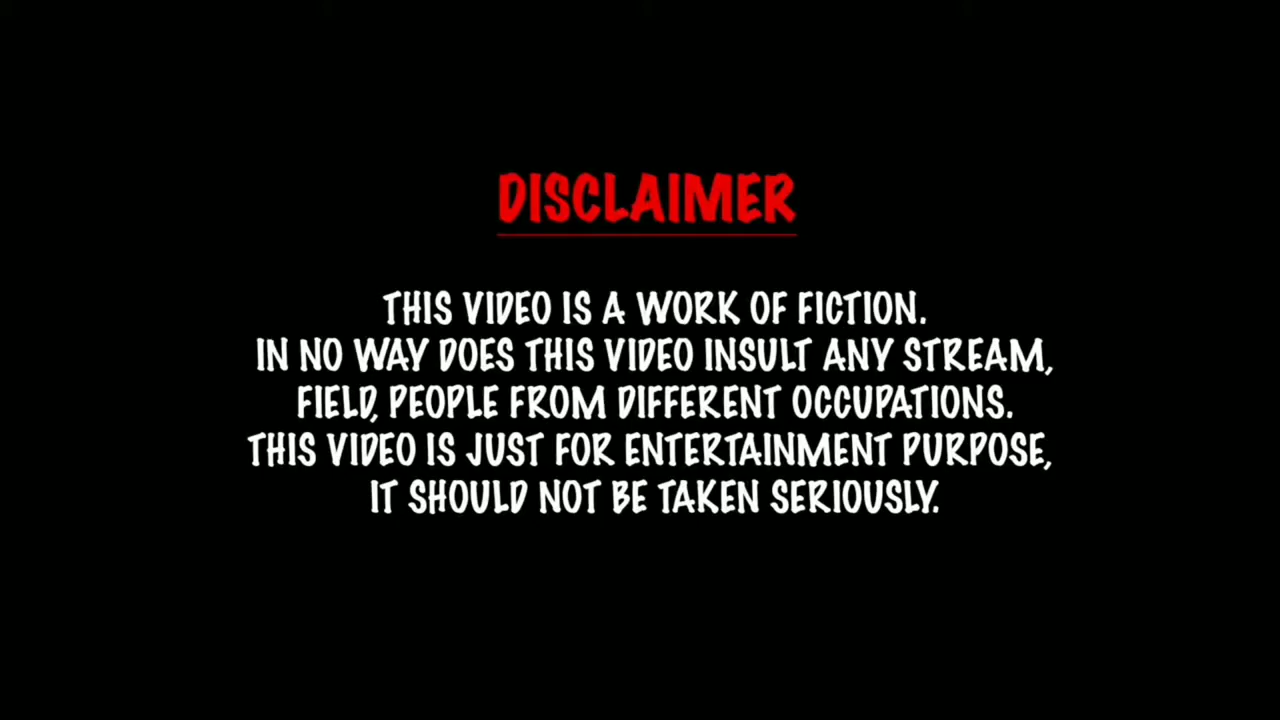 DISCLAIMER
THIS VIDEO IS A WORK OF FICTION.
IN NO WAY DOES THIS VIDEO INSULT ANY STREAM,
FIELD, PEOPLE FROM DIFFERENT OCCUPATIONS.
THIS VIDEO IS JUST FOR ENTERTAINMENT PURPOSE,
IT SHOULD NOT BE TAKEN SERIOUSLY.